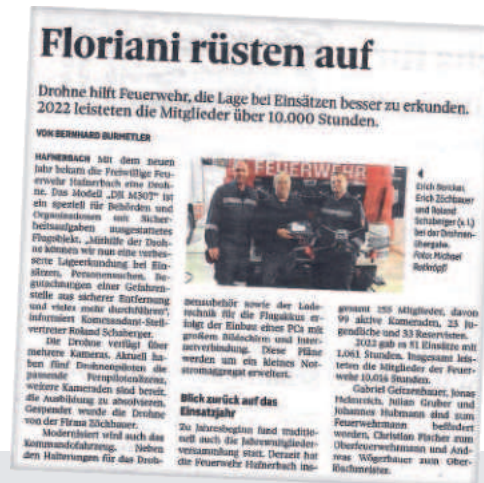 Floriani rüsten auf
Drohne hilft Feuerwehr, die Lage bei Einsätzen besser zu erkunden.
2022 leisteten die Mitglieder über 10.000 Stunden.
VON BERNHARD BURMETLER
HAFNERBACH Mit dem neuen
Jahr bekam die Freiwillige Feu-
erwehr Hafnerbach eine Droh-
ne. Das Modell „DJI M30T“ ist
ein speziell für Behörden und
Organisationen mit Sicher-
heitsaufgaben ausgestattetes
Flugobjekt. „Mithilfe der Droh-
ne können wir nun eine verbes-
serte Lageerkundung bei Ein-
sätzen, Personensuchen, Be-
gutachtungen einer Gefahren-
stelle aus sicherer Entfernung
und vieles mehr durchführen“,
informiert Kommandant-Stell-
vertreter Roland Schaberger.
Die Drohne verfügt über
mehrere Kameras. Aktuell ha-
ben fünf Drohnenpiloten die
passende Fernpilotenlizenz,
weitere Kameraden sind bereit,
die Ausbildung zu absolvieren.
Gespendet wurde die Drohne
von der Firma Zöchbauer.
Modernisiert wird auch das
Kommandofahrzeug. Neben
den Halterungen für das Droh-
FEUERWEHR
Erich
Erich Zöchbauer
und Roland
Schaberger (v. l.)
bei der Drohnen-
übergabe.
Foto: Michael
Rotkröpfl
nenzubehör sowie der Lade-
technik für die Flugakkus er-
folgt der Einbau eines PCs mit
großem Bildschirm und Inter-
netverbindung. Diese Pläne
werden um ein kleines Not-
stromaggregat erweitert.
Blick zurück auf das
Einsatzjahr
Zu Jahresbeginn fand traditio-
nell auch die Jahresmitglieder-
versammlung statt. Derzeit hat
die Feuerwehr Hafnerbach ins-
gesamt 155 Mitglieder, davon
99 aktive Kameraden, 23 Ju-
gendliche und 33 Reservisten.
2022 gab es 81 Einsätze mit
1.061 Stunden. Insgesamt leis-
teten die Mitglieder der Feuer-
wehr 10.016 Stunden.
Gabriel Geitzenauer, Jonas
Heinreich, Julian Gruber und
Johannes Hubmann sind zum
Feuerwehrmann befördert
worden, Christian Fischer zum
Oberfeuerwehrmann und And-
reas Wögerbauer zum Ober-
löschmeister.